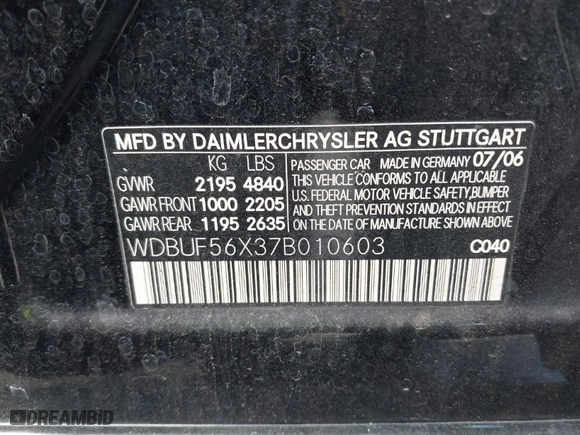 MFD BY DAIMLERCHRYSLER AG STUTTGART
KG LBS
GVWR 2195 4840
GAWR FRONT 1000 2205
GAWR REAR 1195 2635
PASSENGER CAR MADE IN GERMANY 07/06
THIS VEHICLE CONFORMS TO ALL APPLICABLE
U.S. FEDERAL MOTOR VEHICLE SAFETY, BUMPER
AND THEFT PREVENTION STANDARDS IN EFFECT
ON THE DATE OF MANUFACTURE SHOWN ABOVE
WDBUF56X37B010603 C040
DREAMBID